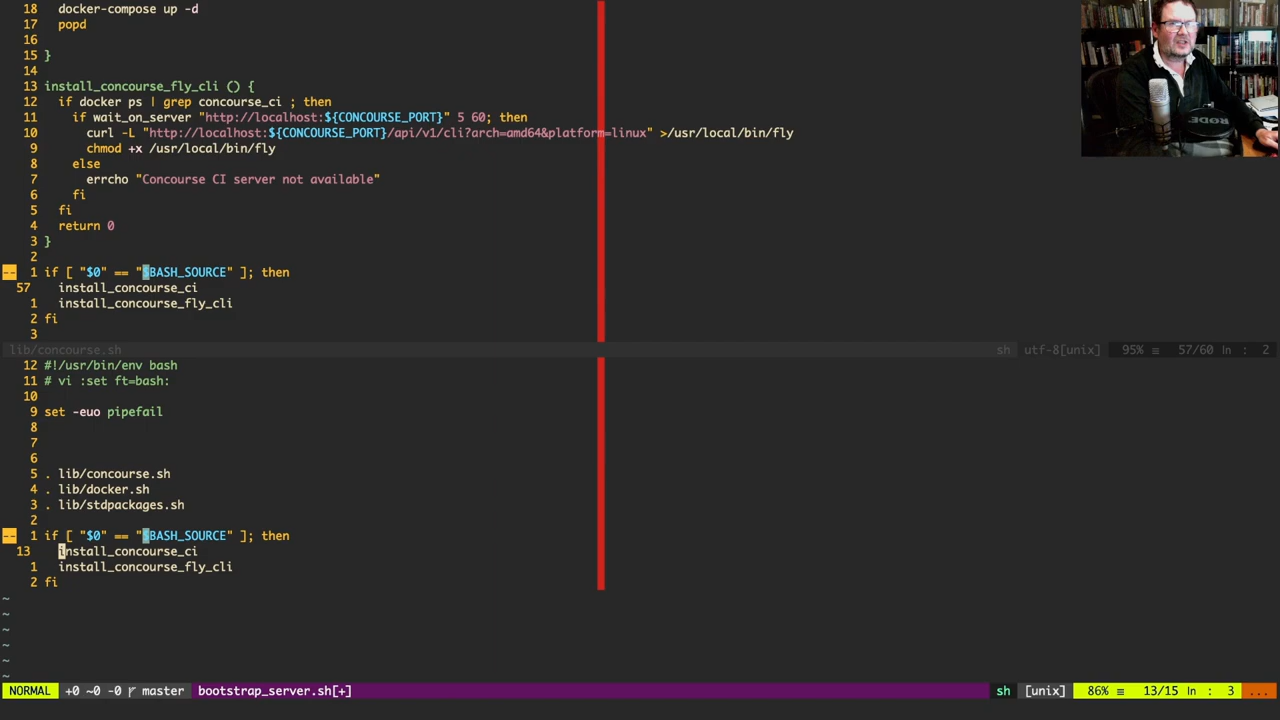 18 docker-compose up -d
17 popd
16
15 }
14
13 install_concourse_fly_cli () {
12 if docker ps | grep concourse_ci ; then
11 if wait_on_server "http://localhost:${CONCOURSE_PORT}" 5 60; then
10 curl -L "http://localhost:${CONCOURSE_PORT}/api/v1/cli?arch=amd64&platform=linux" >/usr/local/bin/fly
9 chmod +x /usr/local/bin/fly
8 else
7 errcho "Concourse CI server not available"
6 fi
5 fi
4 return 0
3 }
2
-- 1 if [ "$0" == "$BASH_SOURCE" ]; then
57 install_concourse_ci
1 install_concourse_fly_cli
2 fi
3
lib/concourse.sh sh utf-8[unix] 95% ≡ 57/60 ln : 2
12 #!/usr/bin/env bash
11 # vi :set ft=bash:
10
9 set -euo pipefail
8
7
6
5 . lib/concourse.sh
4 . lib/docker.sh
3 . lib/stdpackages.sh
2
-- 1 if [ "$0" == "$BASH_SOURCE" ]; then
13 install_concourse_ci
1 install_concourse_fly_cli
2 fi
~
~
~
~
~
~
NORMAL +0 ~0 -0 master bootstrap_server.sh[+] sh [unix] 86% ≡ 13/15 ln : 3 ...
RØDE